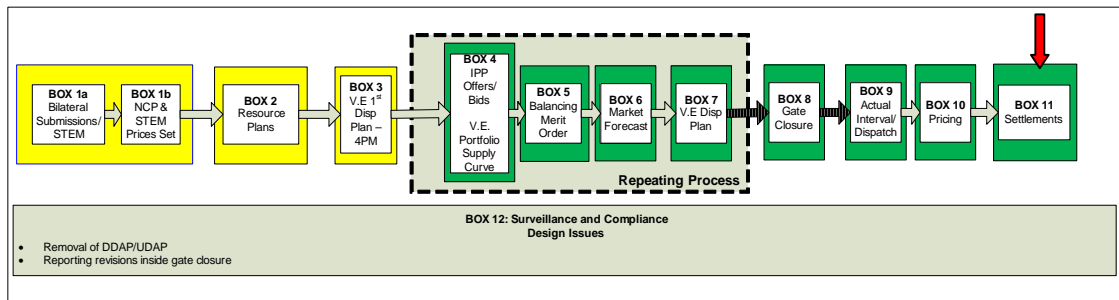 BOX 1a
Bilateral
Submissions/
STEM
BOX 1b
NCP &
STEM
Prices Set
BOX 2
Resource Plans
BOX 3
V.E 1st
Disp
Plan –
4PM
BOX 4
IPP
Offers/
Bids
V.E.
Portfolio
Supply
Curve
BOX 5
Balancing
Merit
Order
BOX 6
Market
Forecast
BOX 7
V.E Disp
Plan
Repeating Process
BOX 8
Gate
Closure
BOX 9
Actual
Interval/
Dispatch
BOX 10
Pricing
BOX 11
Settlements
BOX 12: Surveillance and Compliance
Design Issues
• Removal of DDAP/UDAP
• Reporting revisions inside gate closure